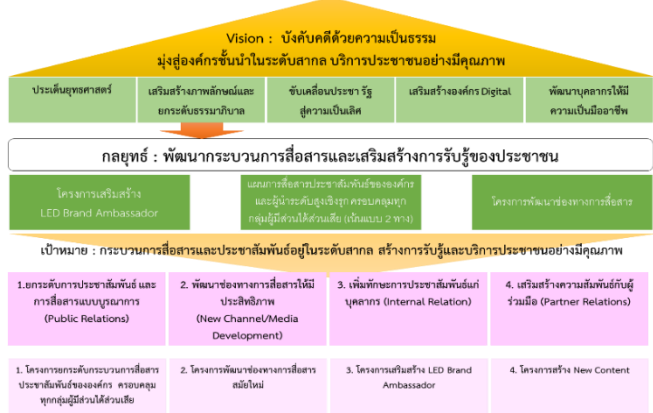 Vision : บังคับคดีด้วยความเป็นธรรม
มุ่งสู่องค์กรชั้นนำในระดับสากล บริการประชาชนอย่างมีคุณภาพ
ประเด็นยุทธศาสตร์
เสริมสร้างภาพลักษณ์และ
ยกระดับธรรมาภิบาล
ขับเคลื่อนประชา รัฐ
สู่ความเป็นเลิศ
เสริมสร้างองค์กร Digital
พัฒนาบุคลากรให้มี
ความเป็นมืออาชีพ
กลยุทธ์ : พัฒนากระบวนการสื่อสารและเสริมสร้างการรับรู้ของประชาชน
โครงการเสริมสร้าง
LED Brand Ambassador
แผนการสื่อสารประชาสัมพันธ์ขององค์กร
และผู้นำระดับสูงเชิงรุก ครอบคลุมทุก
กลุ่มผู้มีส่วนได้ส่วนเสีย (เน้นแบบ 2 ทาง)
โครงการพัฒนาช่องทางการสื่อสาร
เป้าหมาย : กระบวนการสื่อสารและประชาสัมพันธ์อยู่ในระดับสากล สร้างการรับรู้และบริการประชาชนอย่างมีคุณภาพ
1.ยกระดับการประชาสัมพันธ์ และ
การสื่อสารแบบบูรณาการ
(Public Relations)
2. พัฒนาช่องทางการสื่อสารให้มี
ประสิทธิภาพ
(New Channel/Media
Development)
3. เพิ่มทักษะการประชาสัมพันธ์แก่
บุคลากร (Internal Relation)
4. เสริมสร้างความสัมพันธ์กับผู้
ร่วมมือ (Partner Relations)
1. โครงการยกระดับกระบวนการสื่อสาร
ประชาสัมพันธ์ขององค์กร ครอบคลุม
ทุกกลุ่มผู้มีส่วนได้ส่วนเสีย
2. โครงการพัฒนาช่องทางการสื่อสาร
สมัยใหม่
3. โครงการเสริมสร้าง LED Brand
Ambassador
4. โครงการสร้าง New Content